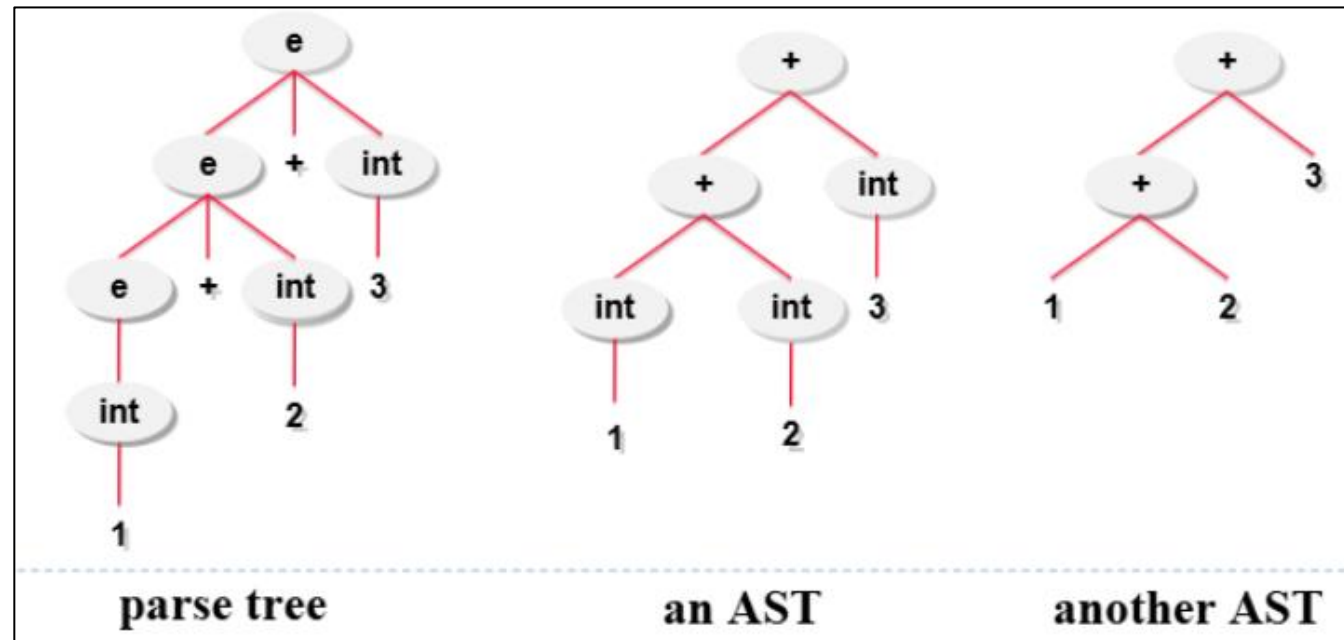 e + +
e + int + int + 3
e + int 3 int int 3 1 2
int 2 1 2
1
parse tree an AST another AST